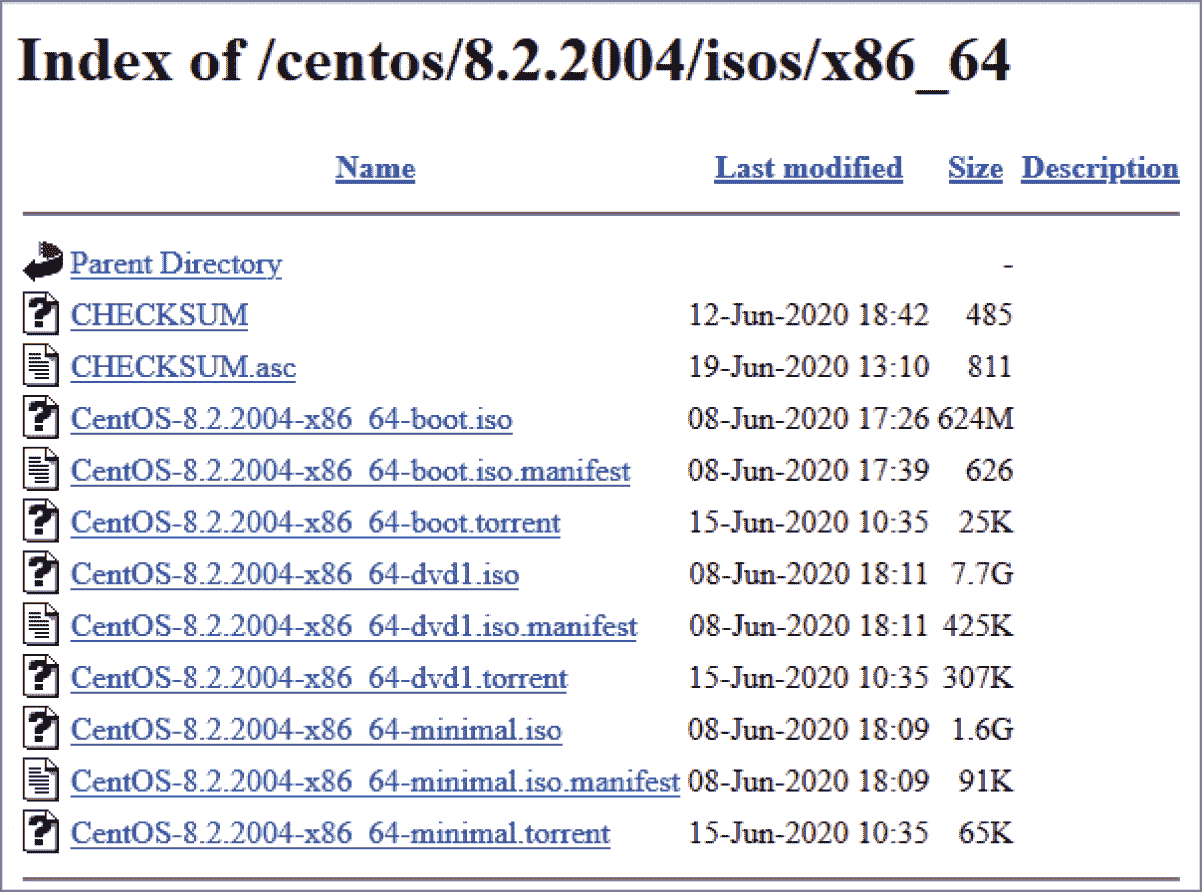 Index of /centos/8.2.2004/isos/x86_64
Name Last modified Size Description
Parent Directory -
CHECKSUM 12-Jun-2020 18:42 485
CHECKSUM.asc 19-Jun-2020 13:10 811
CentOS-8.2.2004-x86_64-boot.iso 08-Jun-2020 17:26 624M
CentOS-8.2.2004-x86_64-boot.iso.manifest 08-Jun-2020 17:39 626
CentOS-8.2.2004-x86_64-boot.torrent 15-Jun-2020 10:35 25K
CentOS-8.2.2004-x86_64-dvd1.iso 08-Jun-2020 18:11 7.7G
CentOS-8.2.2004-x86_64-dvd1.iso.manifest 08-Jun-2020 18:11 425K
CentOS-8.2.2004-x86_64-dvd1.torrent 15-Jun-2020 10:35 307K
CentOS-8.2.2004-x86_64-minimal.iso 08-Jun-2020 18:09 1.6G
CentOS-8.2.2004-x86_64-minimal.iso.manifest 08-Jun-2020 18:09 91K
CentOS-8.2.2004-x86_64-minimal.torrent 15-Jun-2020 10:35 65K